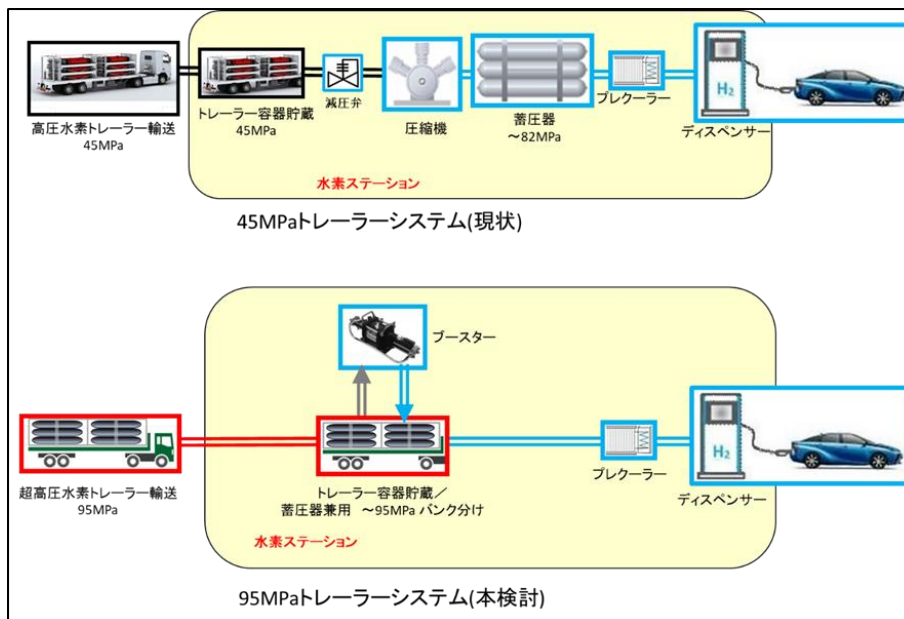 高圧水素トレーラー輸送
45MPa
トレーラー容器貯蔵
45MPa
減圧弁
圧縮機
蓄圧器
～82MPa
プレクーラー
H₂
ディスペンサー
水素ステーション
45MPaトレーラーシステム(現状)
ブースター
超高圧水素トレーラー輸送
95MPa
トレーラー容器貯蔵／
蓄圧器兼用　～95MPa バンク分け
プレクーラー
H₂
ディスペンサー
水素ステーション
95MPaトレーラーシステム(本検討)